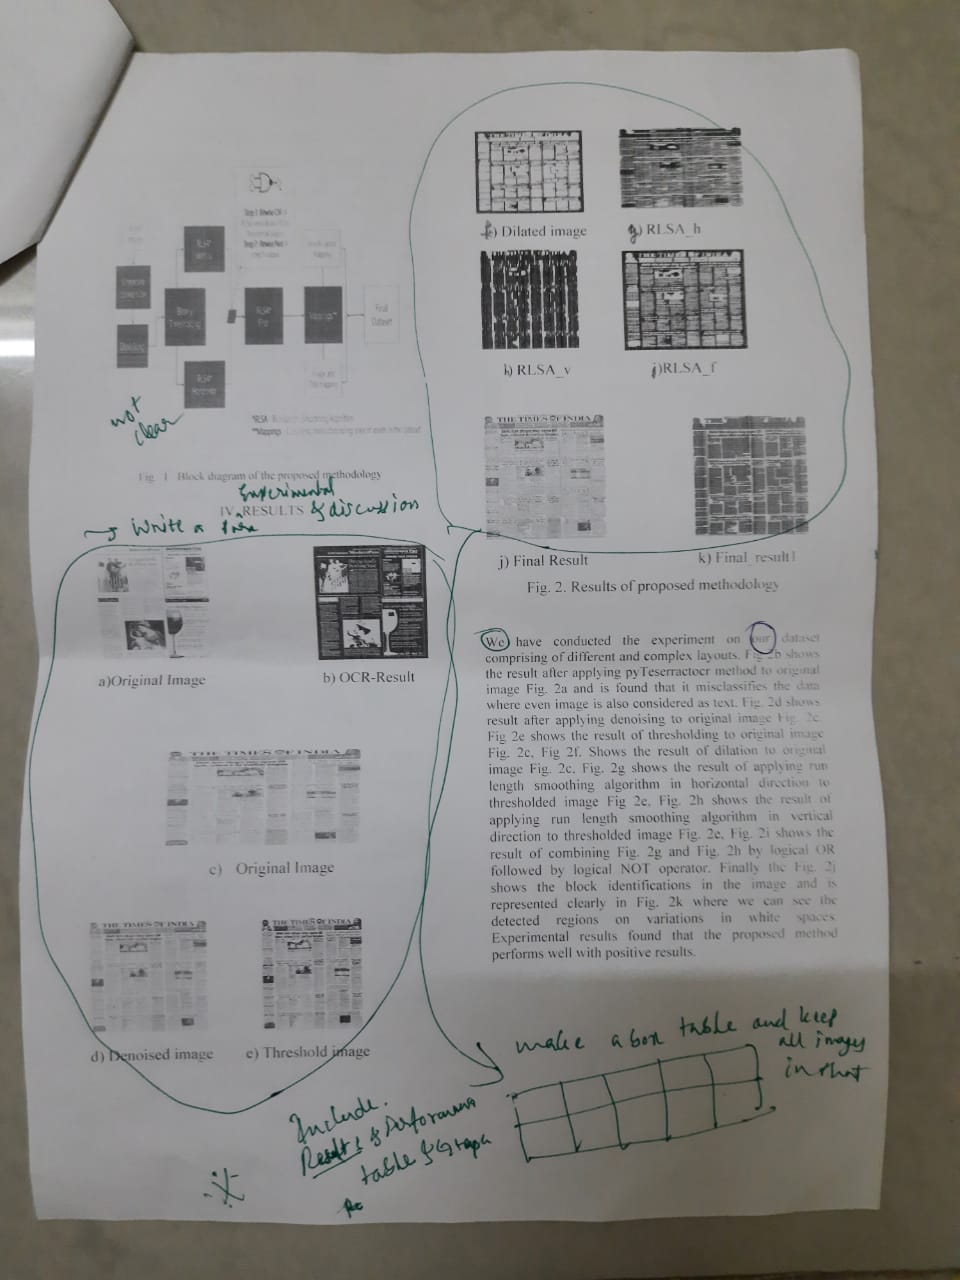 RLSA*
Final
Dataset
RLSA*
not
clear
Fig. 1 Block diagram of the proposed methodology
Experimental
IV. RESULTS & discussion
→ Write a
a)Original Image
b) OCR-Result
THE TIMES OF INDIA
c) Original Image
THE TIMES OF INDIA
THE TIMES OF INDIA
d) Denoised image
e) Threshold image
Include
Results & Performance
table & Graph
f) Dilated image
g) RLSA_h
k) RLSA_v
j)RLSA_f
THE TIMES OF INDIA
j) Final Result
k) Final_result1
Fig. 2. Results of proposed methodology
We have conducted the experiment on our dataset
comprising of different and complex layouts. Fig 2b shows
the result after applying pyTeserractocr method to original
image Fig. 2a and is found that it misclassifies the data
where even image is also considered as text. Fig. 2d shows
result after applying denoising to original image Fig. 2c.
Fig 2e shows the result of thresholding to original image
Fig. 2c, Fig 2f. Shows the result of dilation to original
image Fig. 2c. Fig. 2g shows the result of applying run
length smoothing algorithm in horizontal direction to
thresholded image Fig 2e, Fig. 2h shows the result of
applying run length smoothing algorithm in vertical
direction to thresholded image Fig. 2e, Fig. 2i shows the
result of combining Fig. 2g and Fig. 2h by logical OR
followed by logical NOT operator. Finally the Fig. 2j
shows the block identifications in the image and is
represented clearly in Fig. 2k where we can see the
detected regions on variations in white spaces.
Experimental results found that the proposed method
performs well with positive results.
make a box table and keep
all images
in that